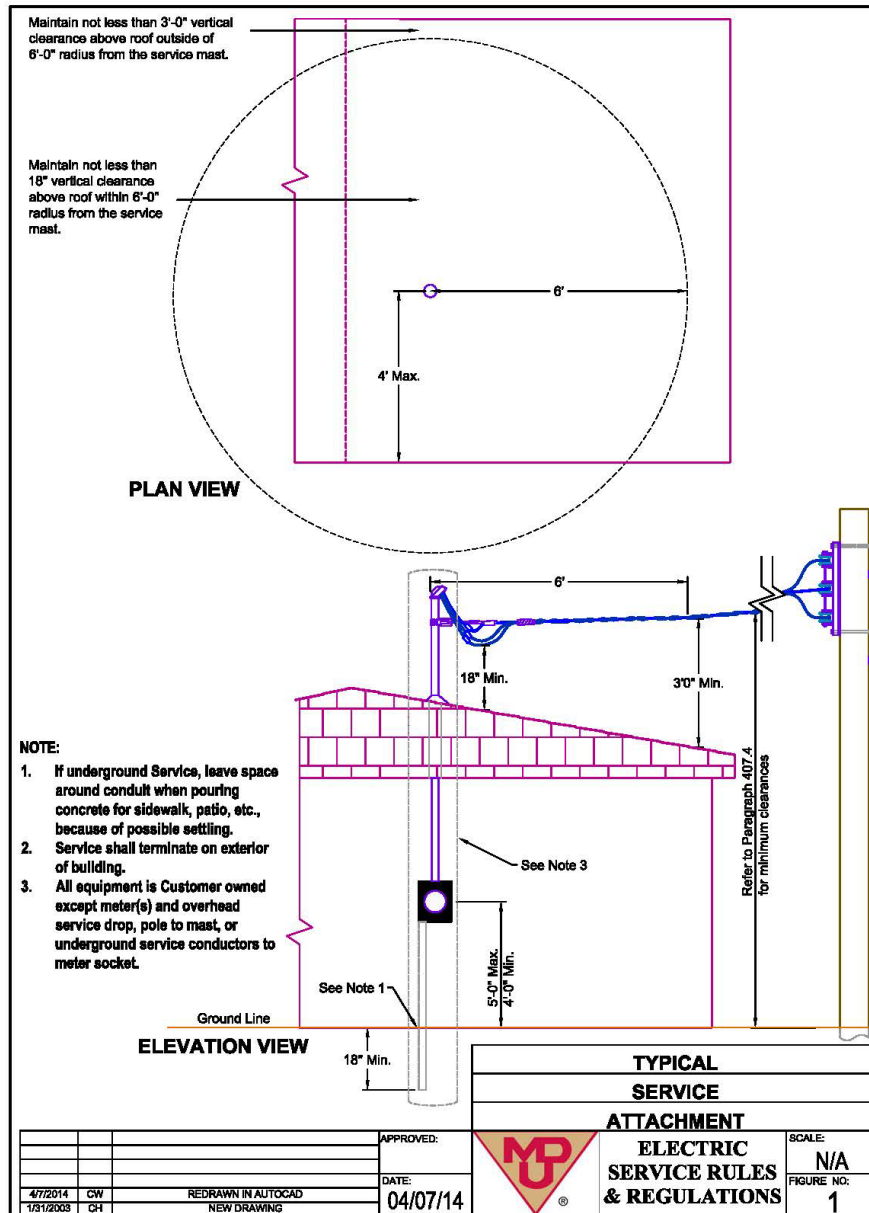 Maintain not less than 3'-0" vertical
clearance above roof outside of
6'-0" radius from the service mast.
Maintain not less than
18" vertical clearance
above roof within 6'-0"
radius from the service
mast.
6'
4' Max.
PLAN VIEW
6'
18" Min.
3'0" Min.
NOTE:
1. If underground Service, leave space
around conduit when pouring
concrete for sidewalk, patio, etc.,
because of possible settling.
2. Service shall terminate on exterior
of building.
3. All equipment is Customer owned
except meter(s) and overhead
service drop, pole to mast, or
underground service conductors to
meter socket.
Refer to Paragraph 407.4
for minimum clearances
See Note 3
5'-0" Max.
4'-0" Min.
See Note 1
Ground Line
ELEVATION VIEW
18" Min.
TYPICAL
SERVICE
ATTACHMENT
APPROVED:
DATE:
04/07/14
4/7/2014 CW REDRAWN IN AUTOCAD
1/31/2003 CH NEW DRAWING
MDU
®
ELECTRIC
SERVICE RULES
& REGULATIONS
SCALE:
N/A
FIGURE NO:
1